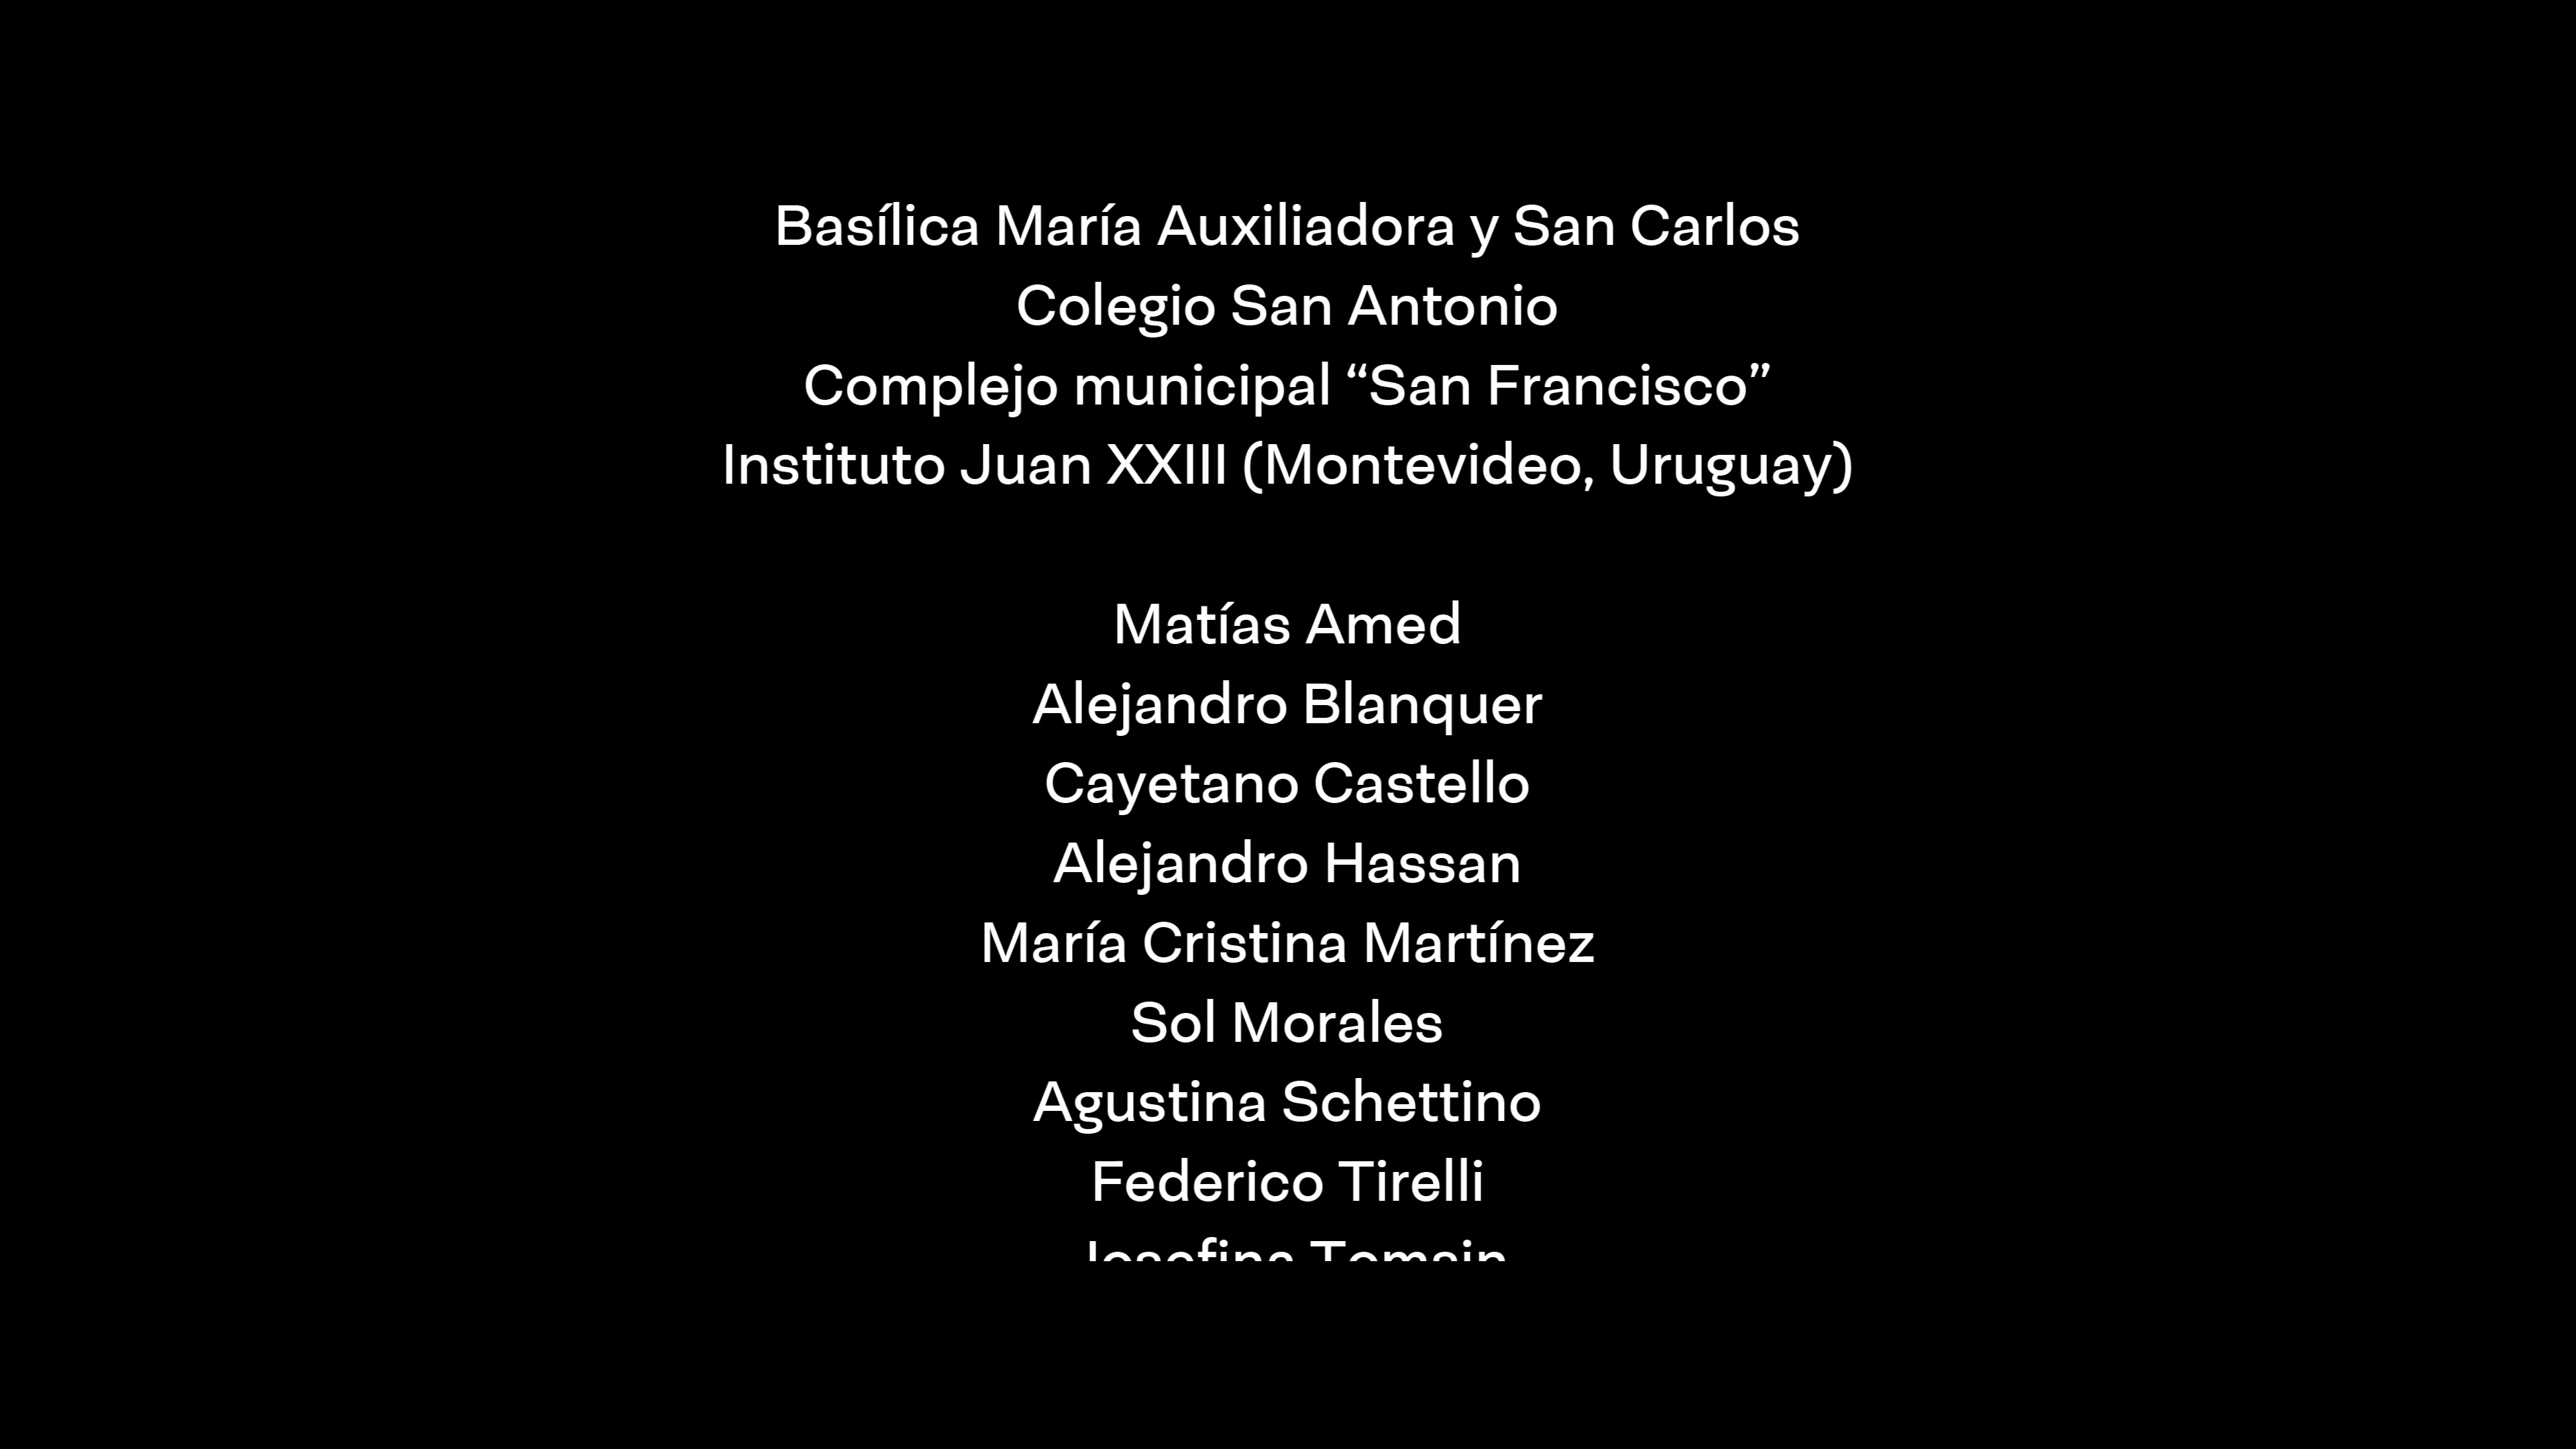 Basílica María Auxiliadora y San Carlos
Colegio San Antonio
Complejo municipal “San Francisco”
Instituto Juan XXIII (Montevideo, Uruguay)
Matías Amed
Alejandro Blanquer
Cayetano Castello
Alejandro Hassan
María Cristina Martínez
Sol Morales
Agustina Schettino
Federico Tirelli
Josefina